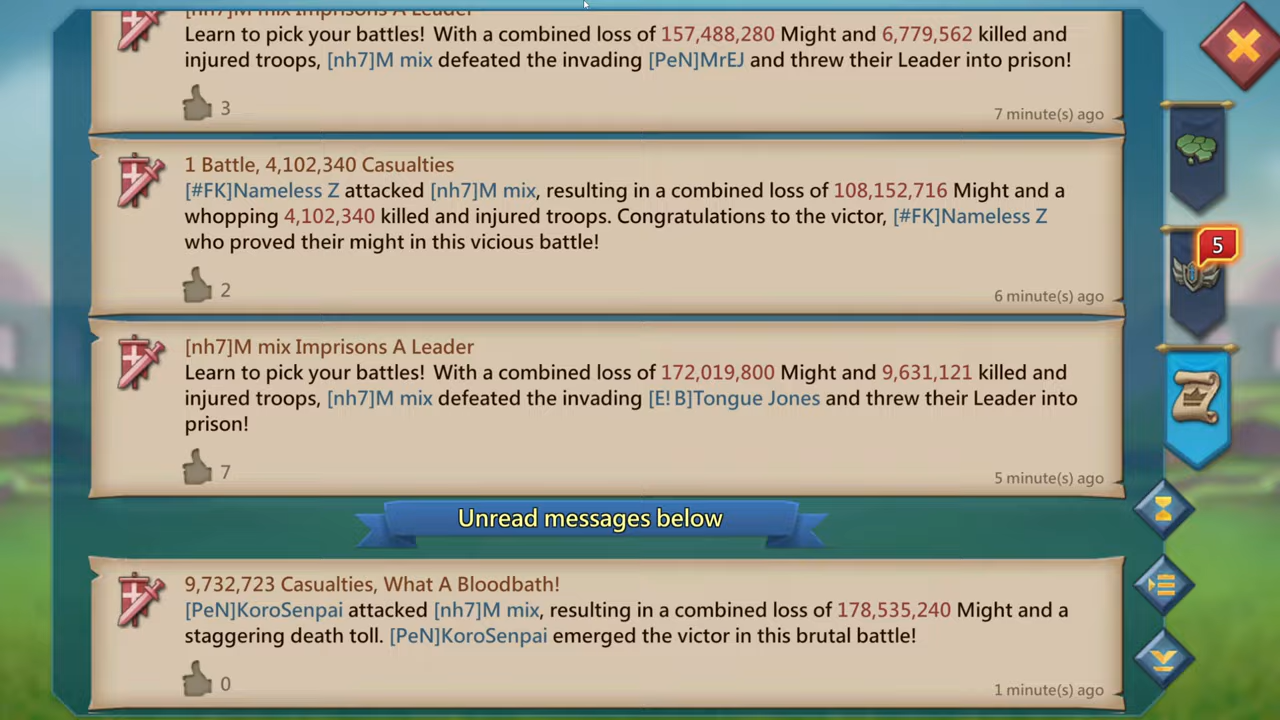 [nh7]M mix Imprisons A Leader
Learn to pick your battles! With a combined loss of 157,488,280 Might and 6,779,562 killed and
injured troops, [nh7]M mix defeated the invading [PeN]MrEJ and threw their Leader into prison!
3
7 minute(s) ago
1 Battle, 4,102,340 Casualties
[#FK]Nameless Z attacked [nh7]M mix, resulting in a combined loss of 108,152,716 Might and a
whopping 4,102,340 killed and injured troops. Congratulations to the victor, [#FK]Nameless Z
who proved their might in this vicious battle!
5
2
6 minute(s) ago
[nh7]M mix Imprisons A Leader
Learn to pick your battles! With a combined loss of 172,019,800 Might and 9,631,121 killed and
injured troops, [nh7]M mix defeated the invading [E! B]Tongue Jones and threw their Leader into
prison!
7
5 minute(s) ago
Unread messages below
9,732,723 Casualties, What A Bloodbath!
[PeN]KoroSenpai attacked [nh7]M mix, resulting in a combined loss of 178,535,240 Might and a
staggering death toll. [PeN]KoroSenpai emerged the victor in this brutal battle!
0
1 minute(s) ago